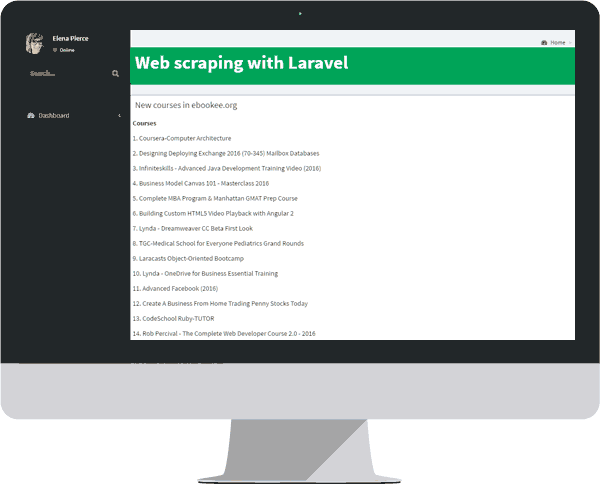 Elena Pierce
Online
Search...
Dashboard
Home
Web scraping with Laravel
New courses in ebookee.org
Courses
1. Coursera-Computer Architecture
2. Designing Deploying Exchange 2016 (70-345) Mailbox Databases
3. Infiniteskills - Advanced Java Development Training Video (2016)
4. Business Model Canvas 101 - Masterclass 2016
5. Complete MBA Program & Manhattan GMAT Prep Course
6. Building Custom HTML5 Video Playback with Angular 2
7. Lynda - Dreamweaver CC Beta First Look
8. TGC-Medical School for Everyone Pediatrics Grand Rounds
9. Laracasts Object-Oriented Bootcamp
10. Lynda - OneDrive for Business Essential Training
11. Advanced Facebook (2016)
12. Create A Business From Home Trading Penny Stocks Today
13. CodeSchool Ruby-TUTOR
14. Rob Percival - The Complete Web Developer Course 2.0 - 2016